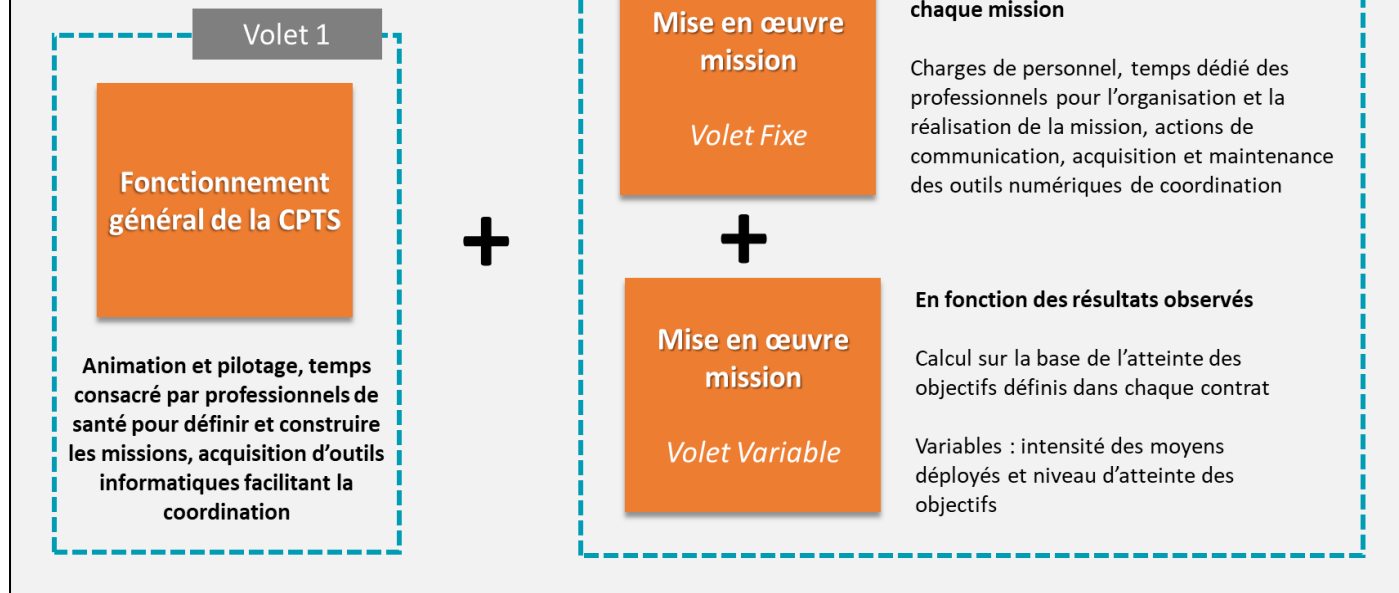 Volet 1
Fonctionnement
général de la CPTS
Animation et pilotage, temps
consacré par professionnels de
santé pour définir et construire
les missions, acquisition d'outils
informatiques facilitant la
coordination
+
Mise en œuvre
mission
Volet Fixe
chaque mission
Charges de personnel, temps dédié des
professionnels pour l'organisation et la
réalisation de la mission, actions de
communication, acquisition et maintenance
des outils numériques de coordination
+
Mise en œuvre
mission
Volet Variable
En fonction des résultats observés
Calcul sur la base de l'atteinte des
objectifs définis dans chaque contrat
Variables : intensité des moyens
déployés et niveau d'atteinte des
objectifs